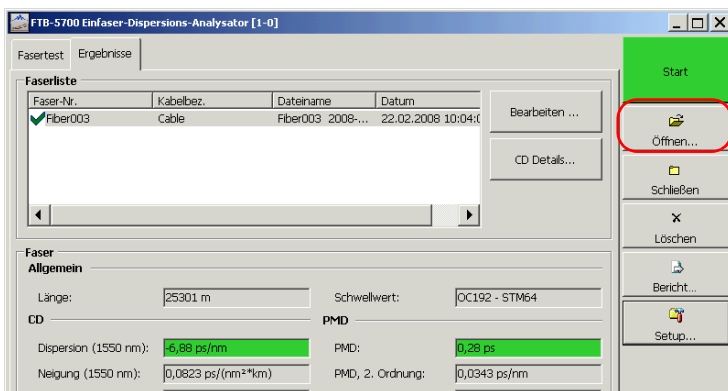 FTB-5700 Einfaser-Dispersions-Analysator [1-0]
Fasertest Ergebnisse
Faserliste
Faser-Nr. Kabelbez. Dateiname Datum
Fiber003 Cable Fiber003 2008-... 22.02.2008 10:04:0
Bearbeiten ...
CD Details...
Faser
Allgemein
Länge: 25301 m Schwellwert: OC192 - STM64
CD PMD
Dispersion (1550 nm): -6,88 ps/nm PMD: 0,28 ps
Neigung (1550 nm): 0,0823 ps/(nm²*km) PMD, 2. Ordnung: 0,0343 ps/nm
Start
Öffnen...
Schließen
Löschen
Bericht...
Setup...